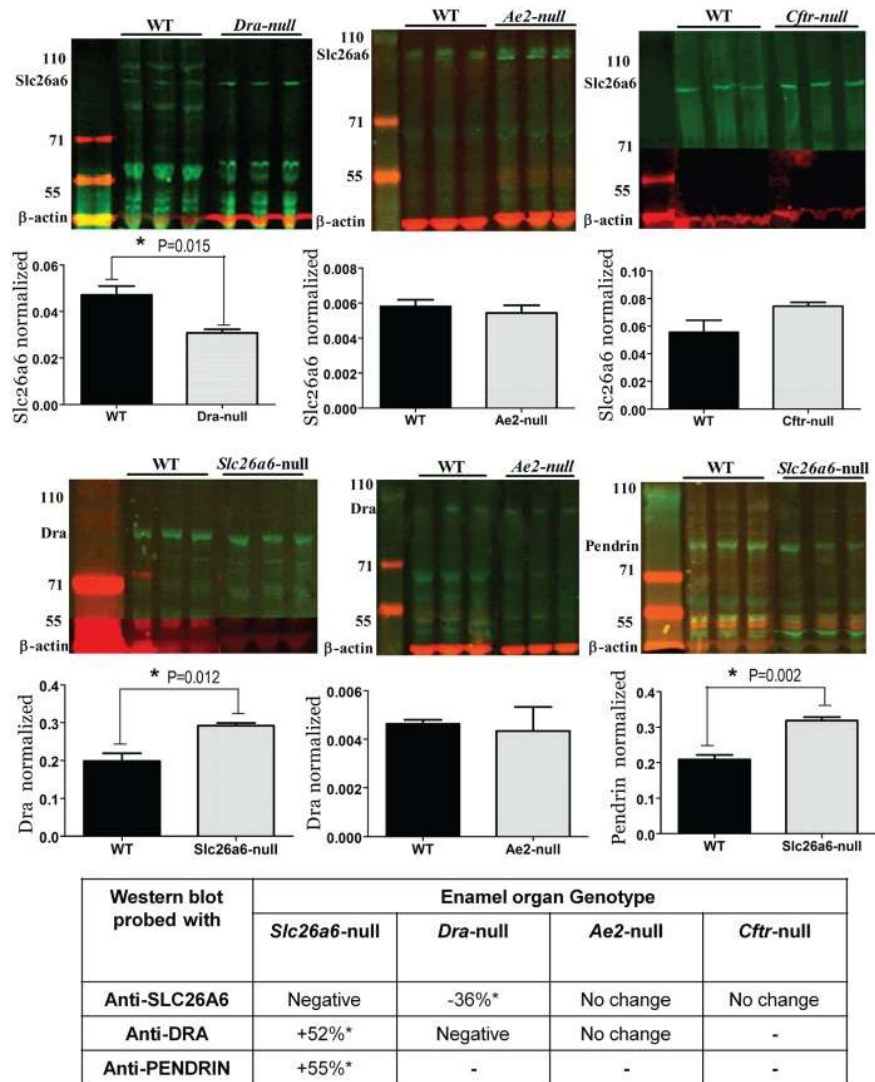 WT Dra-null
110
Slc26a6
71
55
β-actin
* P=0.015
Slc26a6 normalized
0.06
0.04
0.02
0.00
WT Dra-null
WT Ae2-null
110
Slc26a6
71
55
β-actin
Slc26a6 normalized
0.008
0.006
0.004
0.002
0.000
WT Ae2-null
WT Cftr-null
110
Slc26a6
71
55
β-actin
Slc26a6 normalized
0.10
0.08
0.06
0.04
0.02
0.00
WT Cftr-null
WT Slc26a6-null
110
Dra
71
55
β-actin
* P=0.012
Dra normalized
0.4
0.3
0.2
0.1
0.0
WT Slc26a6-null
WT Ae2-null
110
Dra
71
55
β-actin
Dra normalized
0.006
0.004
0.002
0.000
WT Ae2-null
WT Slc26a6-null
110
Pendrin
71
55
β-actin
* P=0.002
Pendrin normalized
0.4
0.3
0.2
0.1
0.0
WT Slc26a6-null
Western blot probed with Enamel organ Genotype
Slc26a6-null Dra-null Ae2-null Cftr-null
Anti-SLC26A6 Negative -36%* No change No change
Anti-DRA +52%* Negative No change -
Anti-PENDRIN +55%* - - -